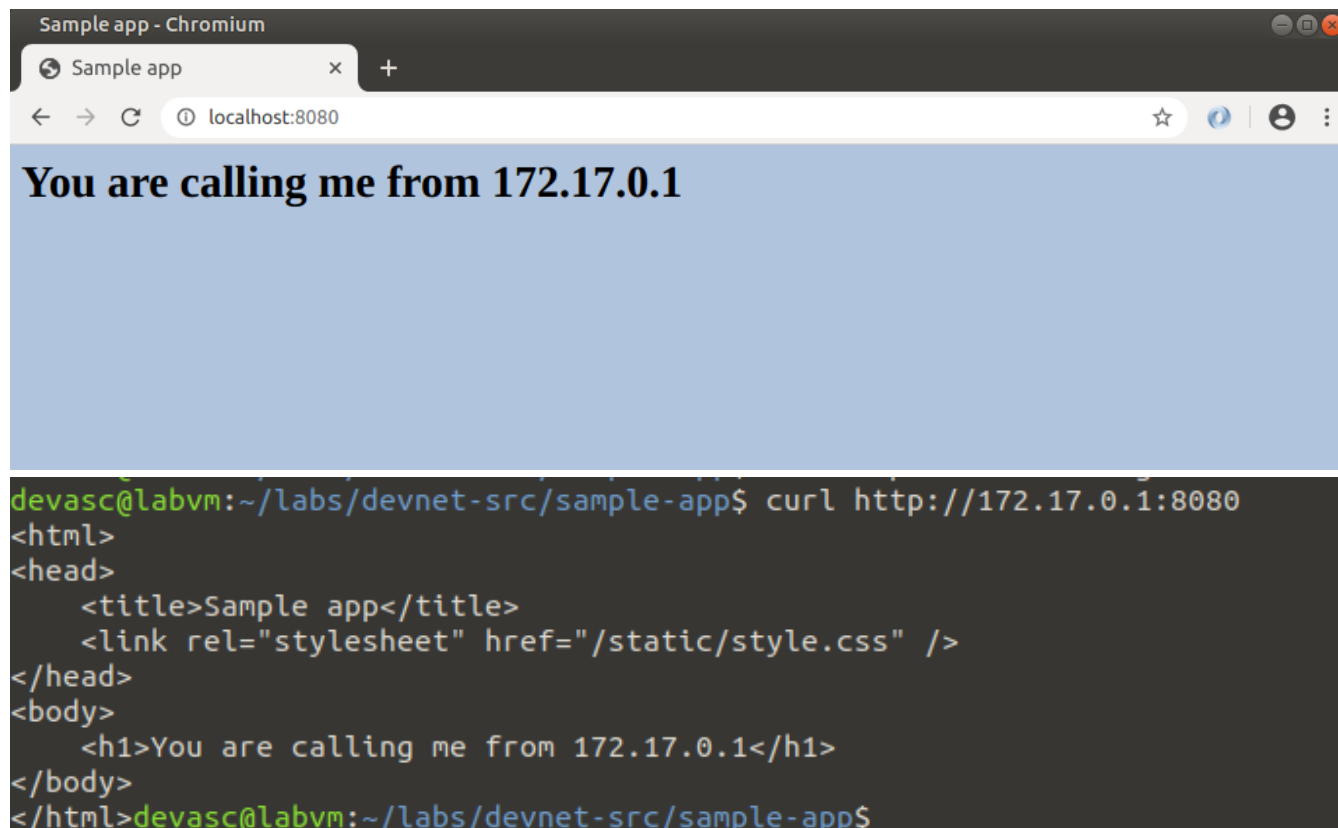 Sample app - Chromium
Sample app
localhost:8080
You are calling me from 172.17.0.1
devasc@labvm:~/labs/devnet-src/sample-app$ curl http://172.17.0.1:8080
<html>
<head>
    <title>Sample app</title>
    <link rel="stylesheet" href="/static/style.css" />
</head>
<body>
    <h1>You are calling me from 172.17.0.1</h1>
</body>
</html>devasc@labvm:~/labs/devnet-src/sample-app$